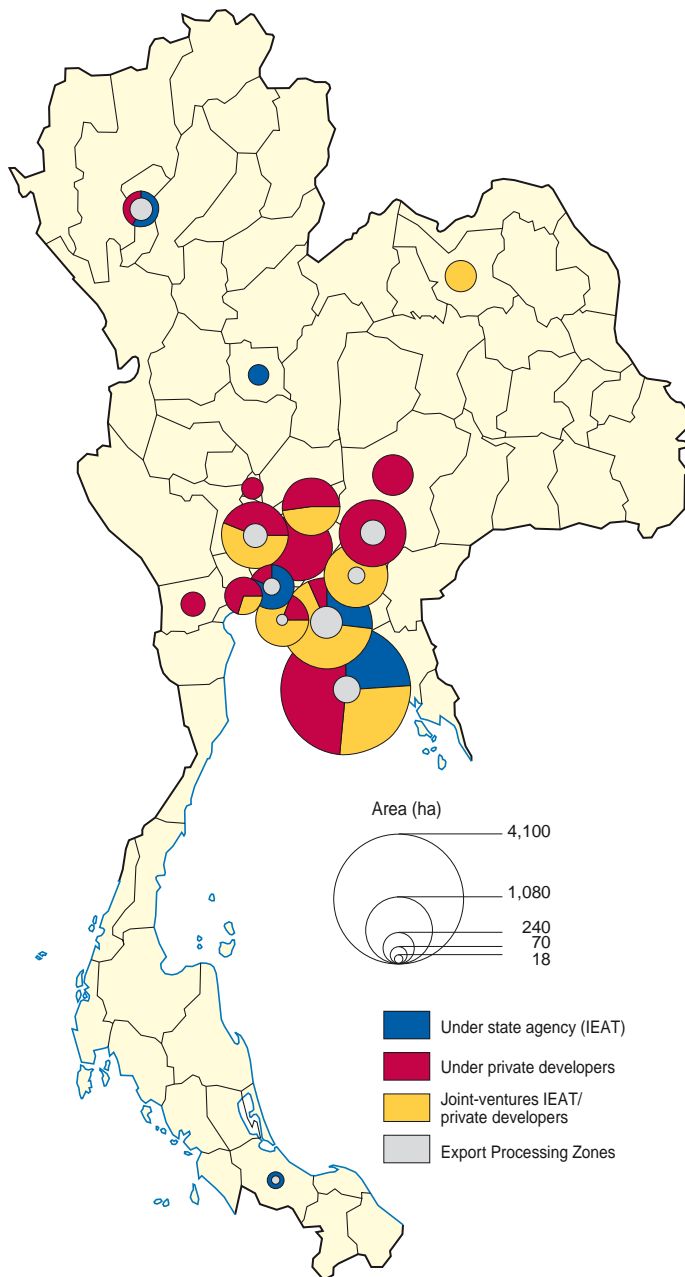 Area (ha)
4,100
1,080
240
70
18
Under state agency (IEAT)
Under private developers
Joint-ventures IEAT/
private developers
Export Processing Zones